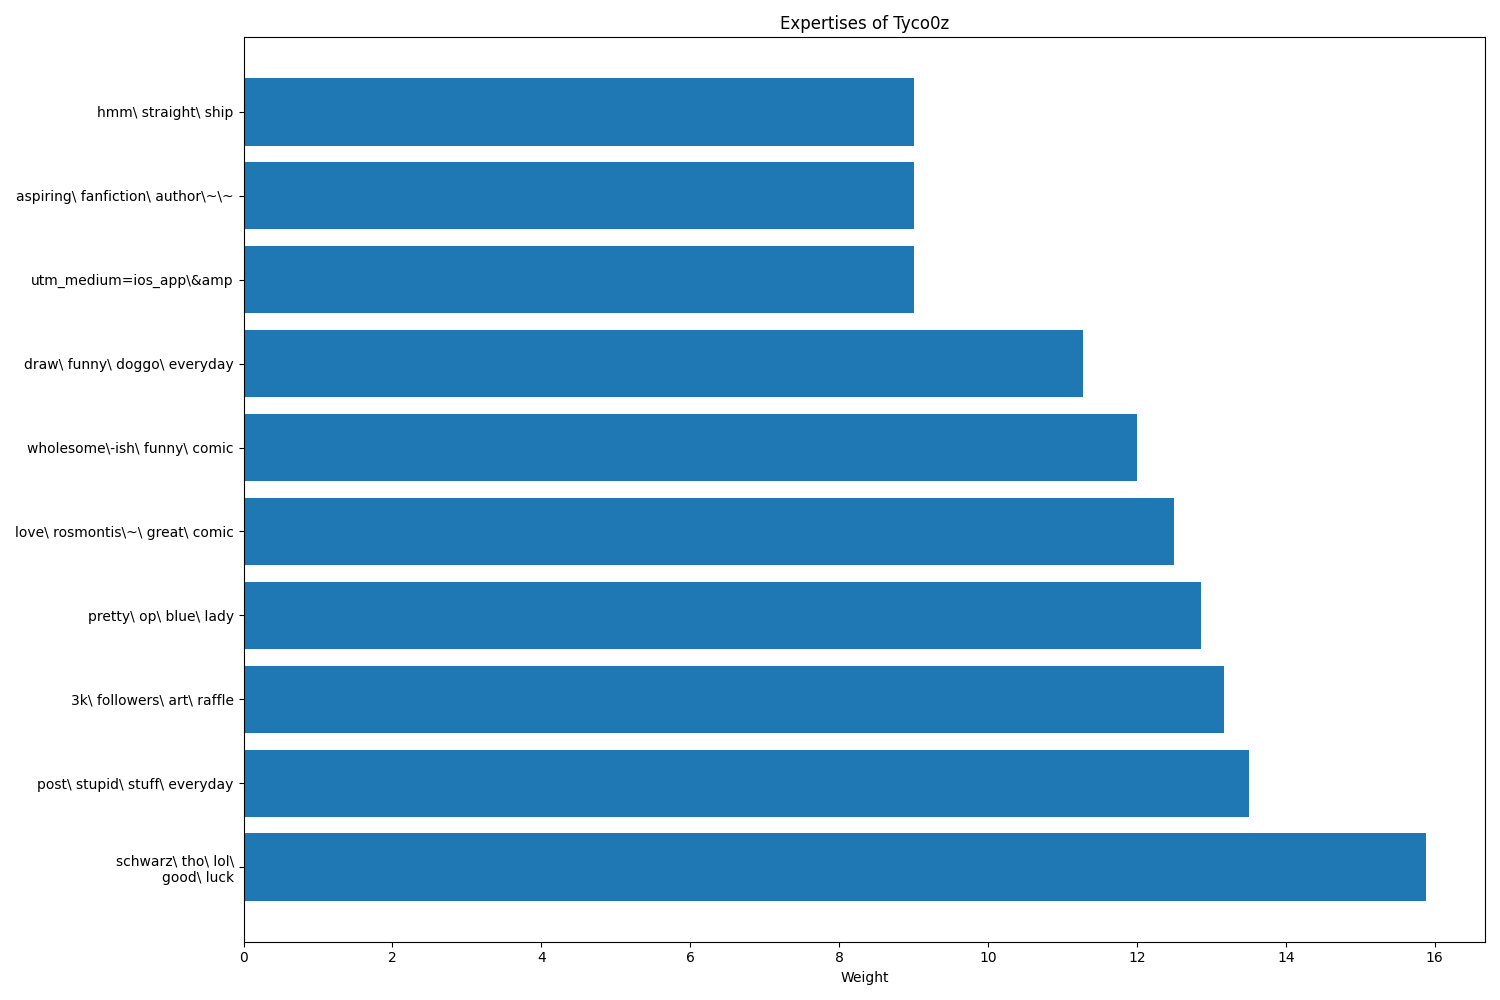 Expertises of Tyco0z
hmm\ straight\ ship
aspiring\ fanfiction\ author\~\~
utm_medium=ios_app\&amp
draw\ funny\ doggo\ everyday
wholesome\-ish\ funny\ comic
love\ rosmontis\~\ great\ comic
pretty\ op\ blue\ lady
3k\ followers\ art\ raffle
post\ stupid\ stuff\ everyday
schwarz\ tho\ lol\
good\ luck
0 2 4 6 8 10 12 14 16
Weight